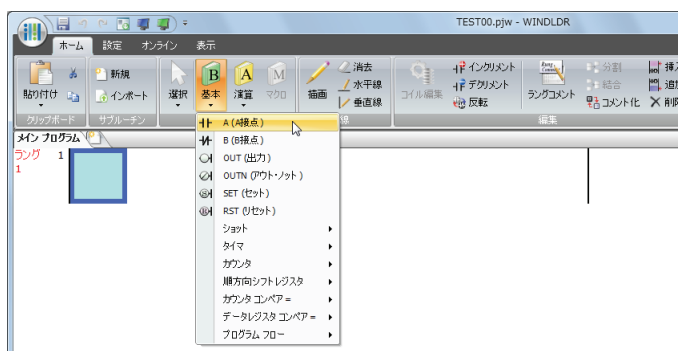 TEST00.pjw - WINDLDR
ホーム 設定 オンライン 表示
貼り付け
新規
インポート
選択
B
基本
A
演算
M
マクロ
描画
消去
水平線
垂直線
コイル編集
インクリメント
デクリメント
反転
ラングコメント
分割
結合
コメント化
挿入
追加
削除
クリップボード サブルーチン 線 編集
メイン プログラム
ラング 1
1
A (A接点)
B (B接点)
OUT (出力)
OUTN (アウト・ノット)
SET (セット)
RST (リセット)
ショット
タイマ
カウンタ
順方向シフトレジスタ
カウンタ コンペア =
データレジスタ コンペア =
プログラム フロー